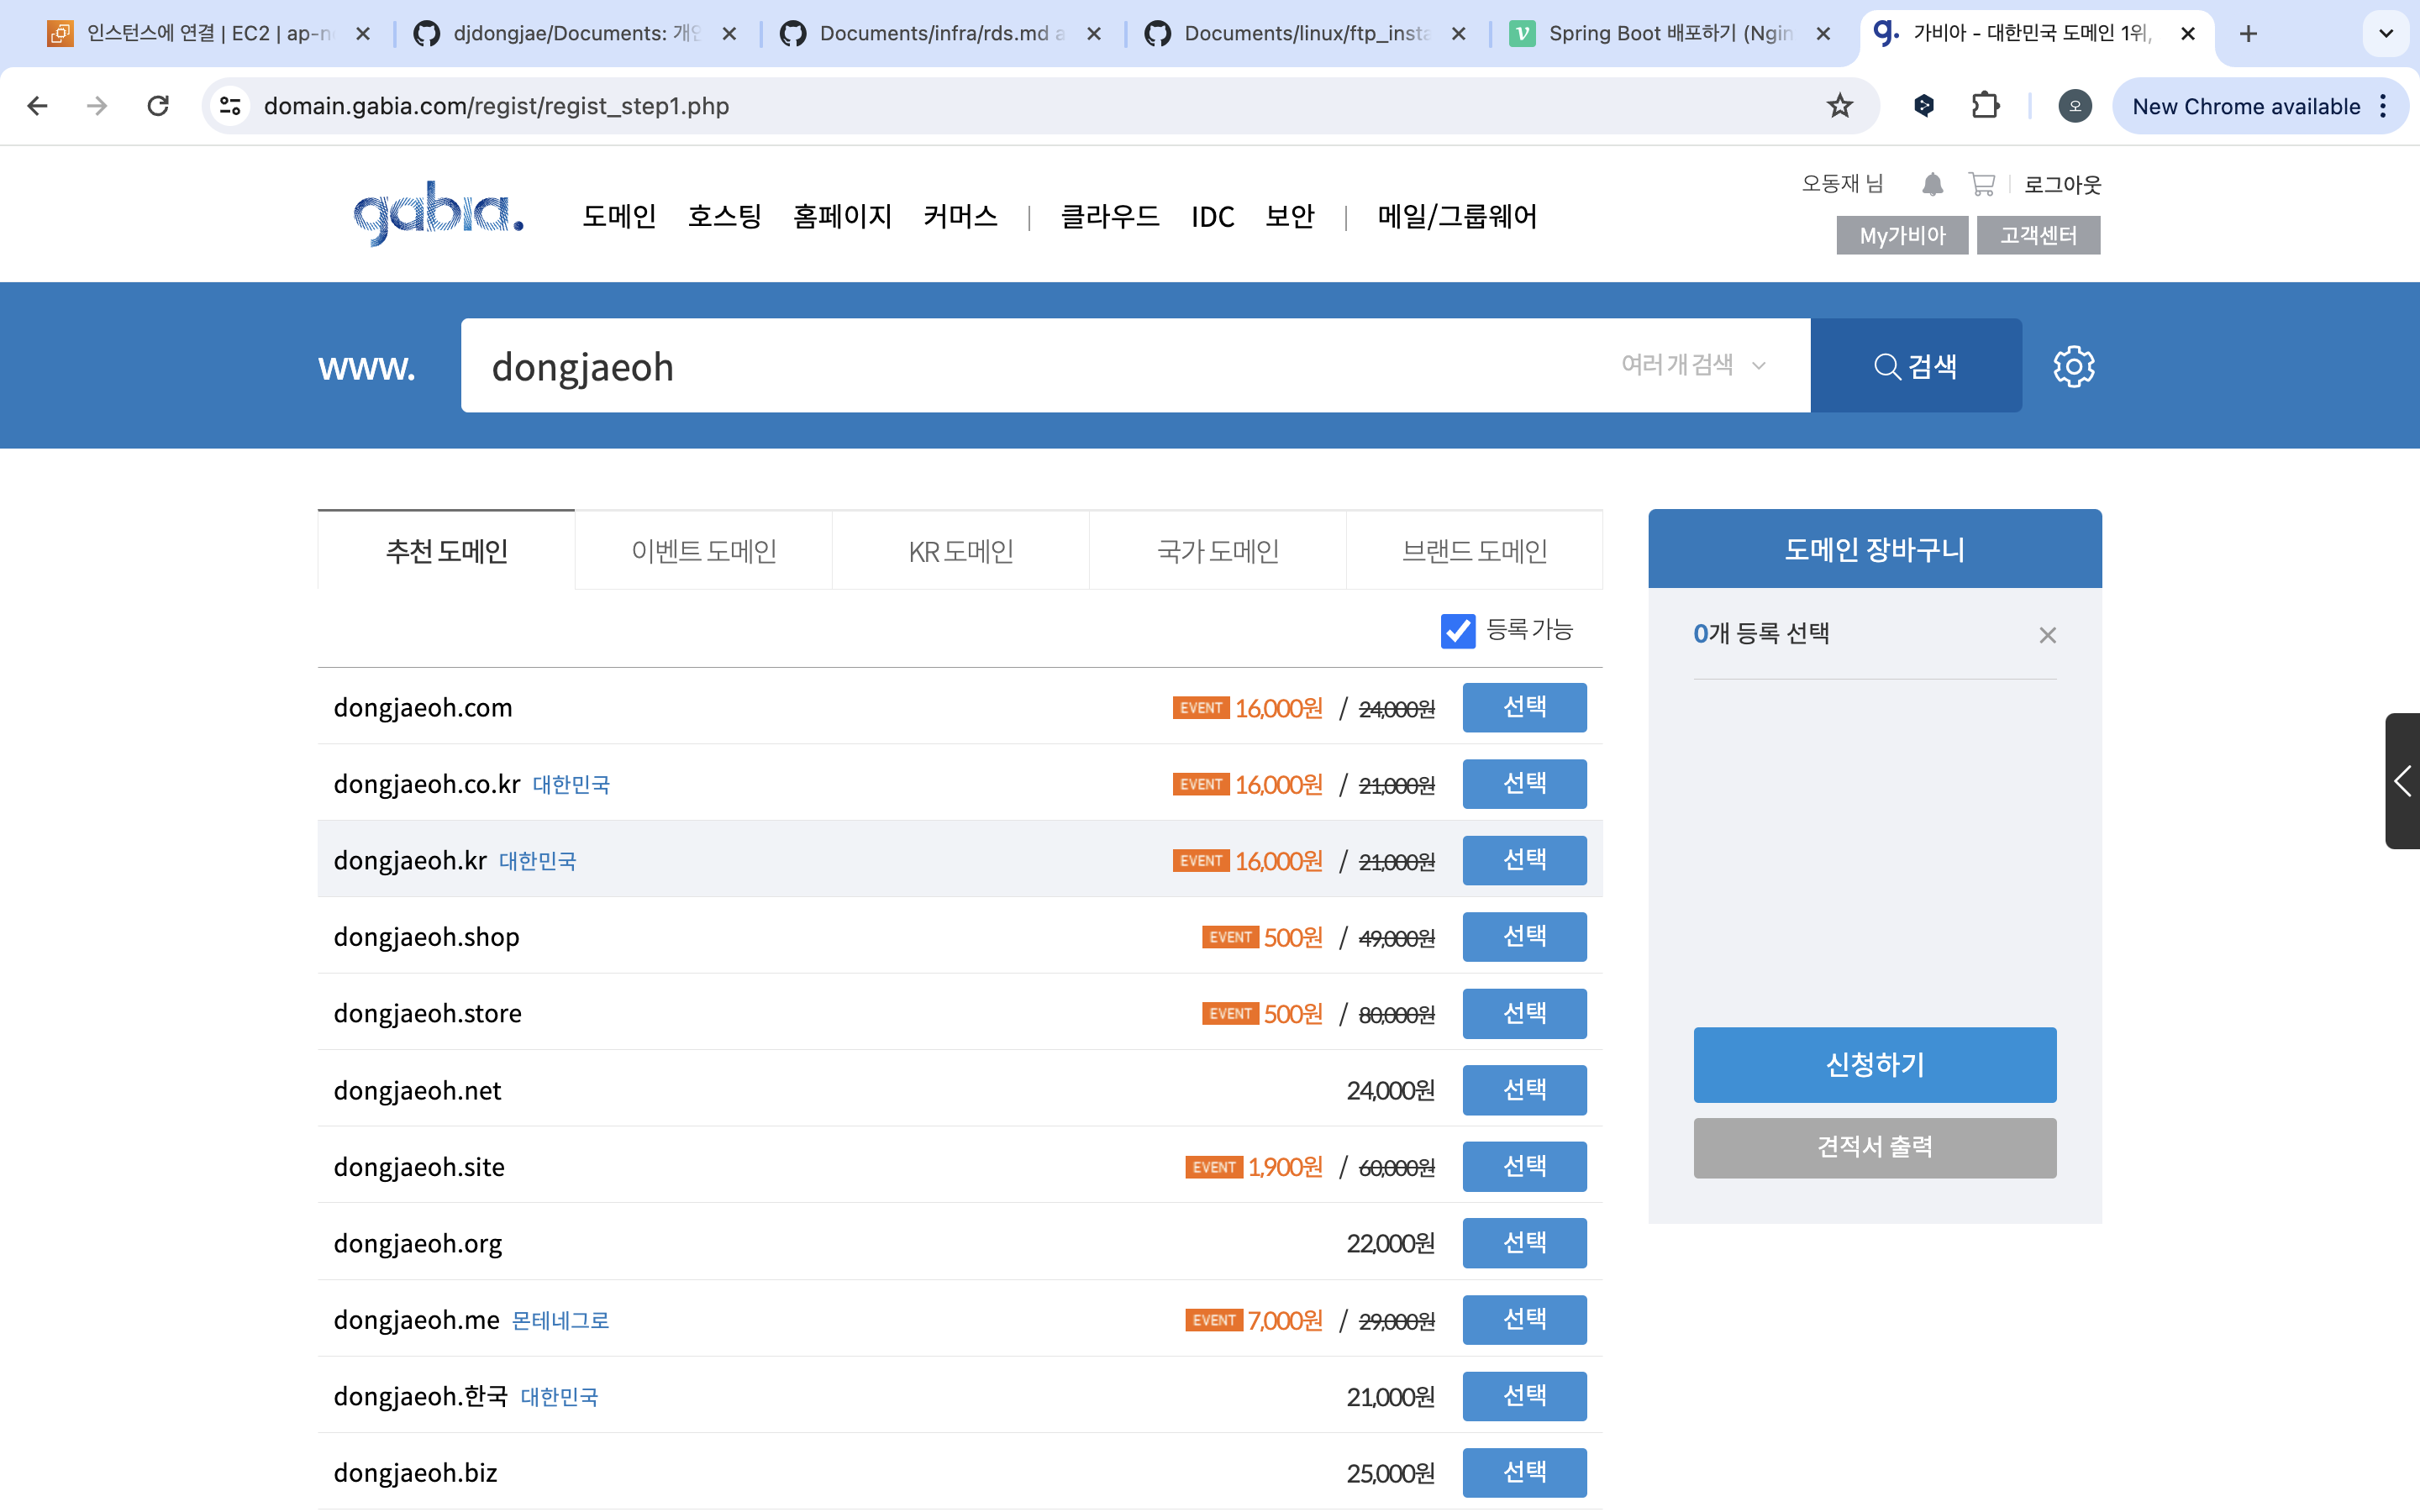 인스턴스에 연결 | EC2 | ap-n
djdongjae/Documents: 개인
Documents/infra/rds.md a
Documents/linux/ftp_insta
Spring Boot 배포하기 (Ngin
가비아 - 대한민국 도메인 1위,
domain.gabia.com/regist/regist_step1.php
오
New Chrome available
gabia.
도메인 호스팅 홈페이지 커머스 | 클라우드 IDC 보안 | 메일/그룹웨어
오동재 님
로그아웃
My가비아
고객센터
www.
dongjaeoh
여러 개 검색
검색
추천 도메인
이벤트 도메인
KR 도메인
국가 도메인
브랜드 도메인
등록 가능
dongjaeoh.com EVENT 16,000원 / 24,000원 선택
dongjaeoh.co.kr 대한민국 EVENT 16,000원 / 21,000원 선택
dongjaeoh.kr 대한민국 EVENT 16,000원 / 21,000원 선택
dongjaeoh.shop EVENT 500원 / 49,000원 선택
dongjaeoh.store EVENT 500원 / 80,000원 선택
dongjaeoh.net 24,000원 선택
dongjaeoh.site EVENT 1,900원 / 60,000원 선택
dongjaeoh.org 22,000원 선택
dongjaeoh.me 몬테네그로 EVENT 7,000원 / 29,000원 선택
dongjaeoh.한국 대한민국 21,000원 선택
dongjaeoh.biz 25,000원 선택
도메인 장바구니
0개 등록 선택
신청하기
견적서 출력